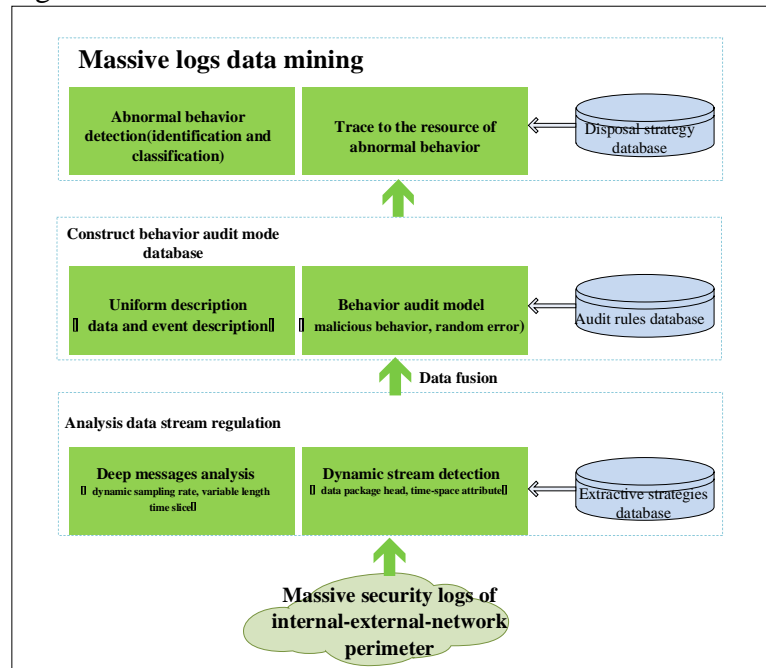 Massive logs data mining
Abnormal behavior
detection(identification and
classification)
Trace to the resource of
abnormal behavior
Disposal strategy
database
Construct behavior audit mode
database
Uniform description
data and event description
Behavior audit model
malicious behavior, random error)
Audit rules database
Data fusion
Analysis data stream regulation
Deep messages analysis
dynamic sampling rate, variable length
time slice
Dynamic stream detection
data package head, time-space attribute
Extractive strategies
database
Massive security logs of
internal-external-network
perimeter